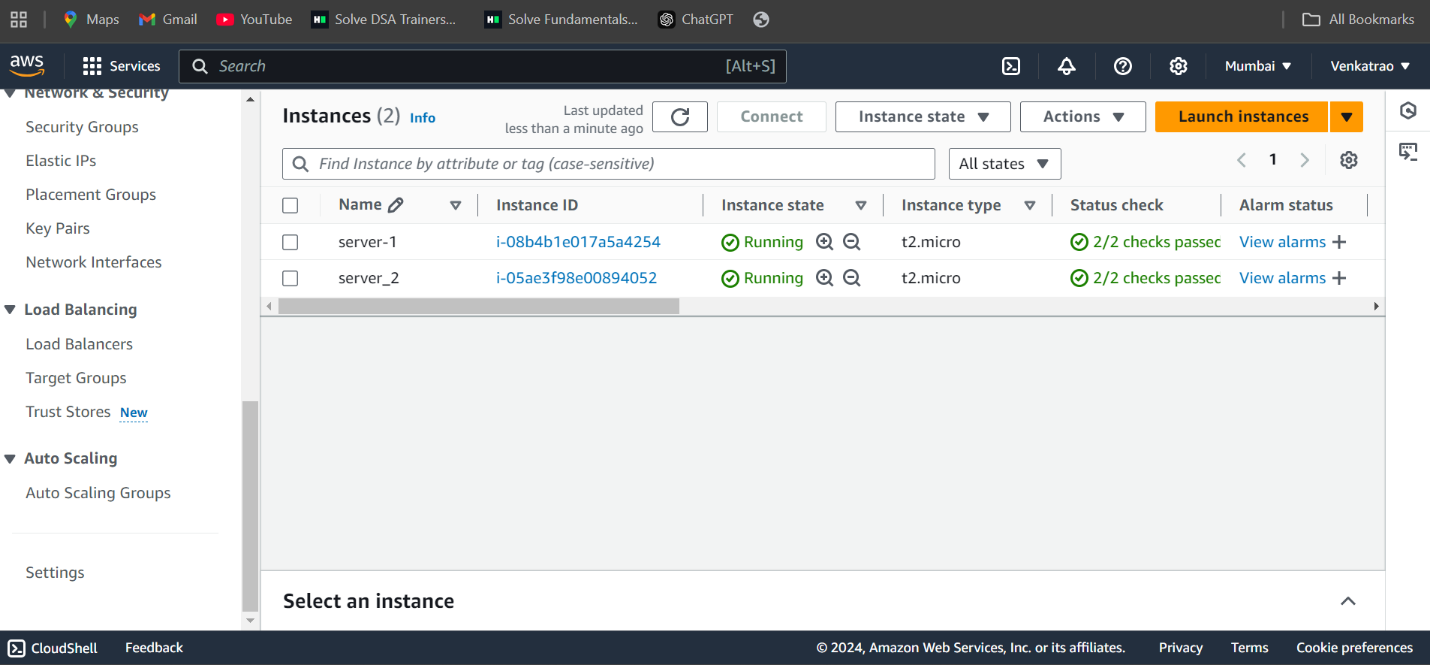 Maps Gmail YouTube Solve DSA Trainers... Solve Fundamentals... ChatGPT All Bookmarks
aws Services Search [Alt+S] Mumbai Venkatrao
Network & Security
Security Groups
Elastic IPs
Placement Groups
Key Pairs
Network Interfaces
Load Balancing
Load Balancers
Target Groups
Trust Stores New
Auto Scaling
Auto Scaling Groups
Settings
Instances (2) Info
Last updated
less than a minute ago
Connect Instance state Actions Launch instances
Find Instance by attribute or tag (case-sensitive) All states 1
Name Instance ID Instance state Instance type Status check Alarm status
server-1 i-08b4b1e017a5a4254 Running t2.micro 2/2 checks passec View alarms +
server_2 i-05ae3f98e00894052 Running t2.micro 2/2 checks passec View alarms +
Select an instance
CloudShell Feedback © 2024, Amazon Web Services, Inc. or its affiliates. Privacy Terms Cookie preferences